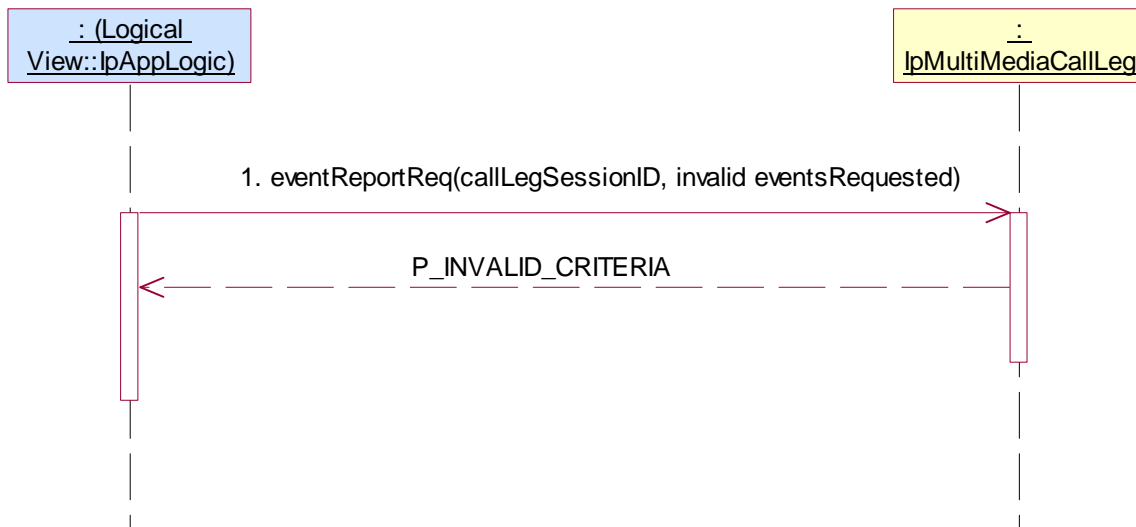 : (Logical
View::IpAppLogic)
:
IpMultiMediaCallLeg
1. eventReportReq(callLegSessionID, invalid eventsRequested)
P_INVALID_CRITERIA